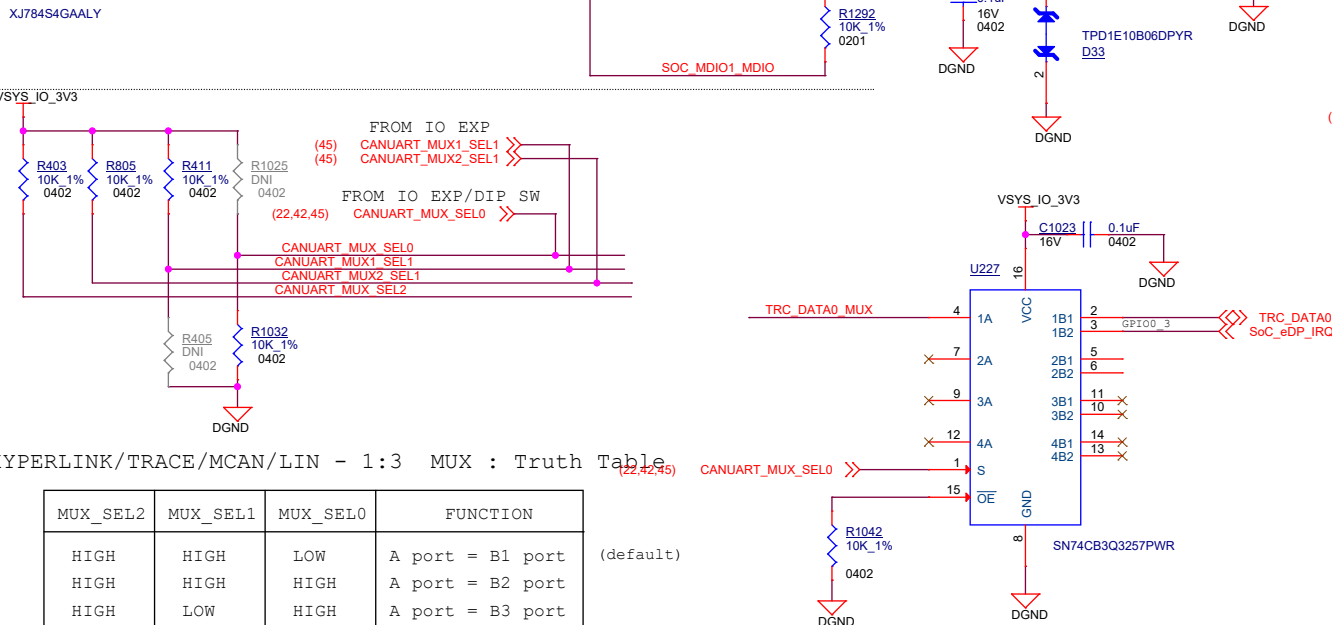 XJ784S4GAALY
R1292
10K_1%
0201
SOC_MDIO1_MDIO
16V
0402
DGND
TPD1E10B06DPYR
D33
2
DGND
DGND
VSYS_IO_3V3
R403
10K_1%
0402
R805
10K_1%
0402
R411
10K_1%
0402
R1025
DNI
0402
FROM IO EXP
(45) CANUART_MUX1_SEL1
(45) CANUART_MUX2_SEL1
FROM IO EXP/DIP SW
(22,42,45) CANUART_MUX_SEL0
CANUART_MUX_SEL0
CANUART_MUX1_SEL1
CANUART_MUX2_SEL1
CANUART_MUX_SEL2
R405
DNI
0402
R1032
10K_1%
0402
DGND
VSYS_IO_3V3
C1023 0.1uF
16V 0402
DGND
U227
16
VCC
TRC_DATA0_MUX 4 1A
1B1 2 TRC_DATA0
1B2 3 GPIO0_3 SoC_eDP_IRQ
7 2A
2B1 5
2B2 6
9 3A
3B1 11
3B2 10
12 4A
4B1 14
4B2 13
(22,42,45) CANUART_MUX_SEL0 1 S
15 OE
GND
8
SN74CB3Q3257PWR
R1042
10K_1%
0402
DGND
DGND
YPERLINK/TRACE/MCAN/LIN - 1:3 MUX : Truth Table
MUX_SEL2 MUX_SEL1 MUX_SEL0 FUNCTION
HIGH HIGH LOW A port = B1 port (default)
HIGH HIGH HIGH A port = B2 port
HIGH LOW HIGH A port = B3 port